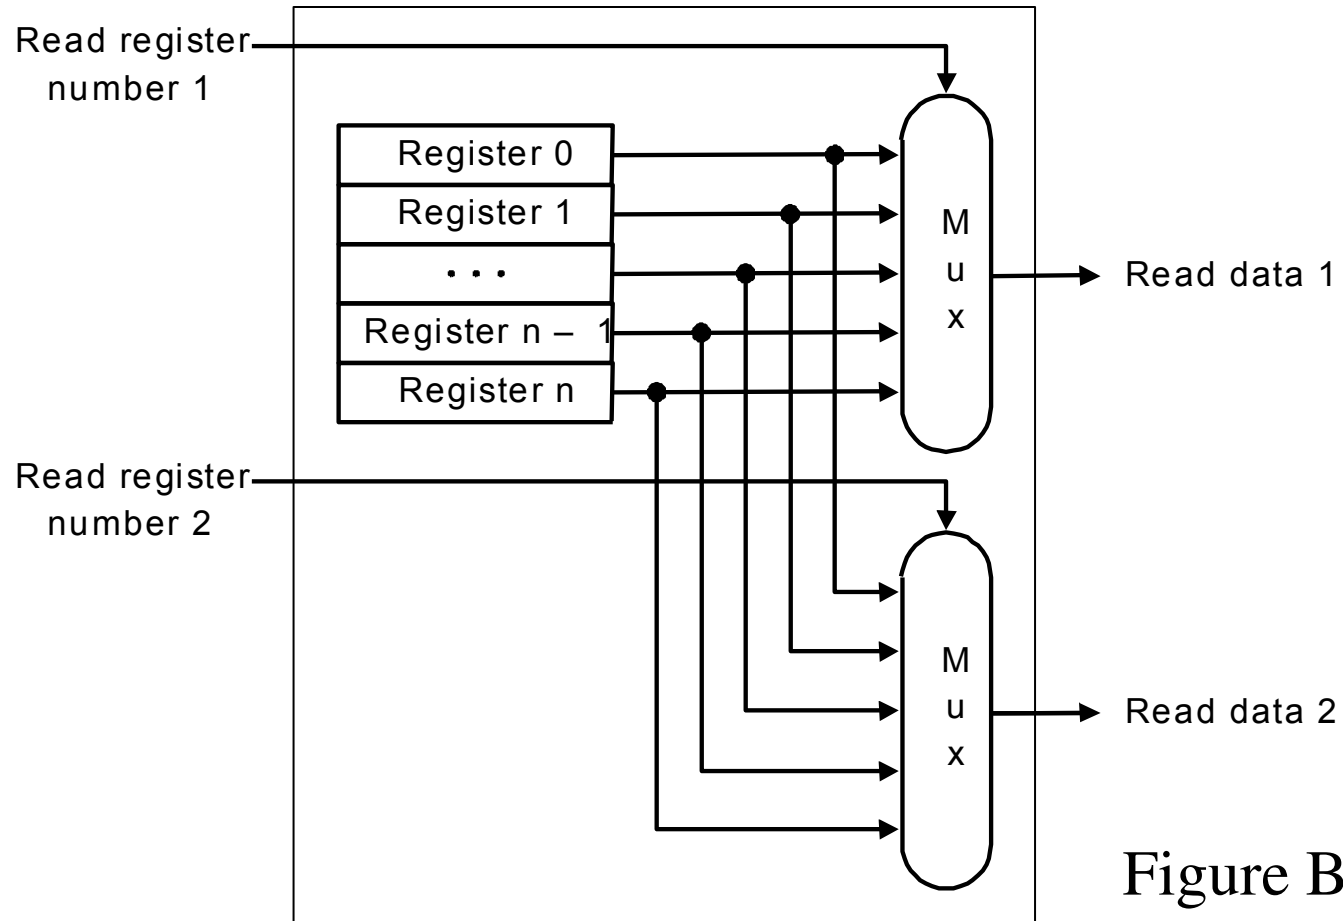 Read register
number 1
Register 0
Register 1
. . .
Register n – 1
Register n
M
u
x
Read data 1
Read register
number 2
M
u
x
Read data 2
Figure B